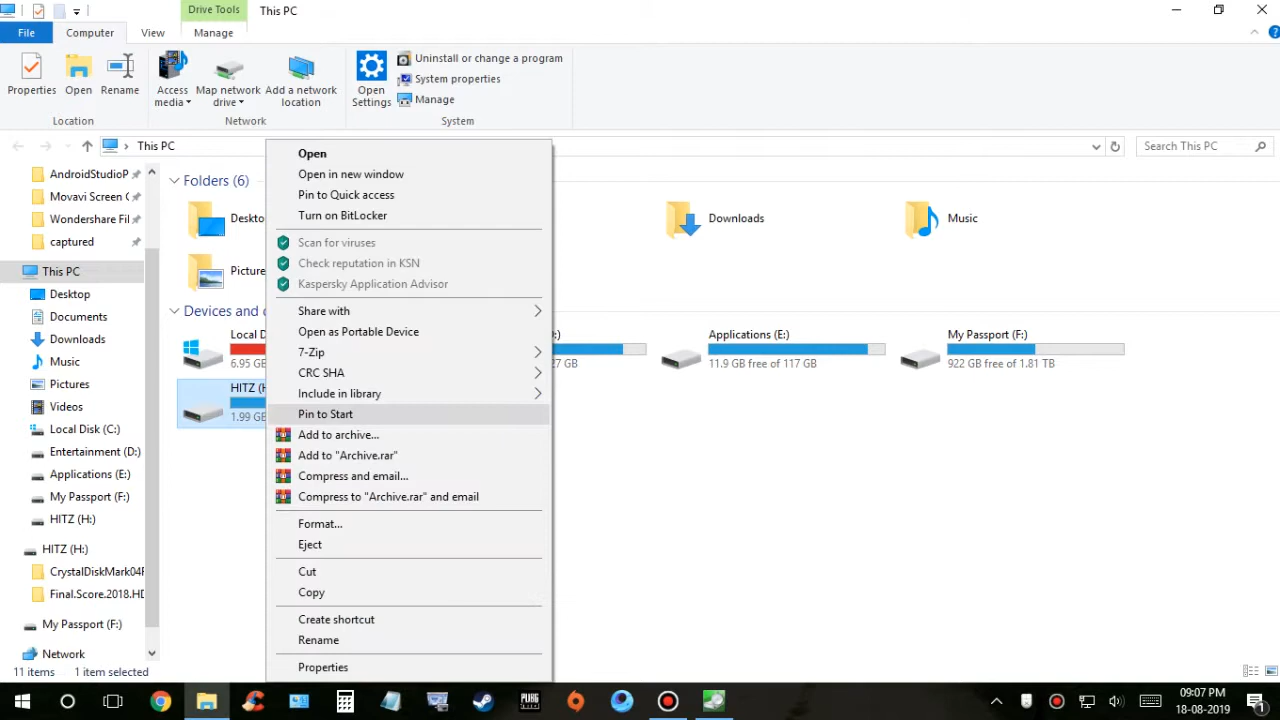 Drive Tools
This PC
File
Computer
View
Manage
Properties
Open
Rename
Access media
Map network drive
Add a network location
Open Settings
Uninstall or change a program
System properties
Manage
Location
Network
System
This PC
Search This PC
AndroidStudioP
Movavi Screen C
Wondershare Fil
captured
This PC
Desktop
Documents
Downloads
Music
Pictures
Videos
Local Disk (C:)
Entertainment (D:)
Applications (E:)
My Passport (F:)
HITZ (H:)
HITZ (H:)
CrystalDiskMark04F
Final.Score.2018.HD
My Passport (F:)
Network
11 items
1 item selected
Folders (6)
Deskto
Downloads
Music
Picture
Devices and d
Local D
6.95 GB
:)
27 GB
Applications (E:)
11.9 GB free of 117 GB
My Passport (F:)
922 GB free of 1.81 TB
HITZ (H
1.99 GB
Open
Open in new window
Pin to Quick access
Turn on BitLocker
Scan for viruses
Check reputation in KSN
Kaspersky Application Advisor
Share with
Open as Portable Device
7-Zip
CRC SHA
Include in library
Pin to Start
Add to archive...
Add to "Archive.rar"
Compress and email...
Compress to "Archive.rar" and email
Format...
Eject
Cut
Copy
Create shortcut
Rename
Properties
PUBG
09:07 PM
18-08-2019
1